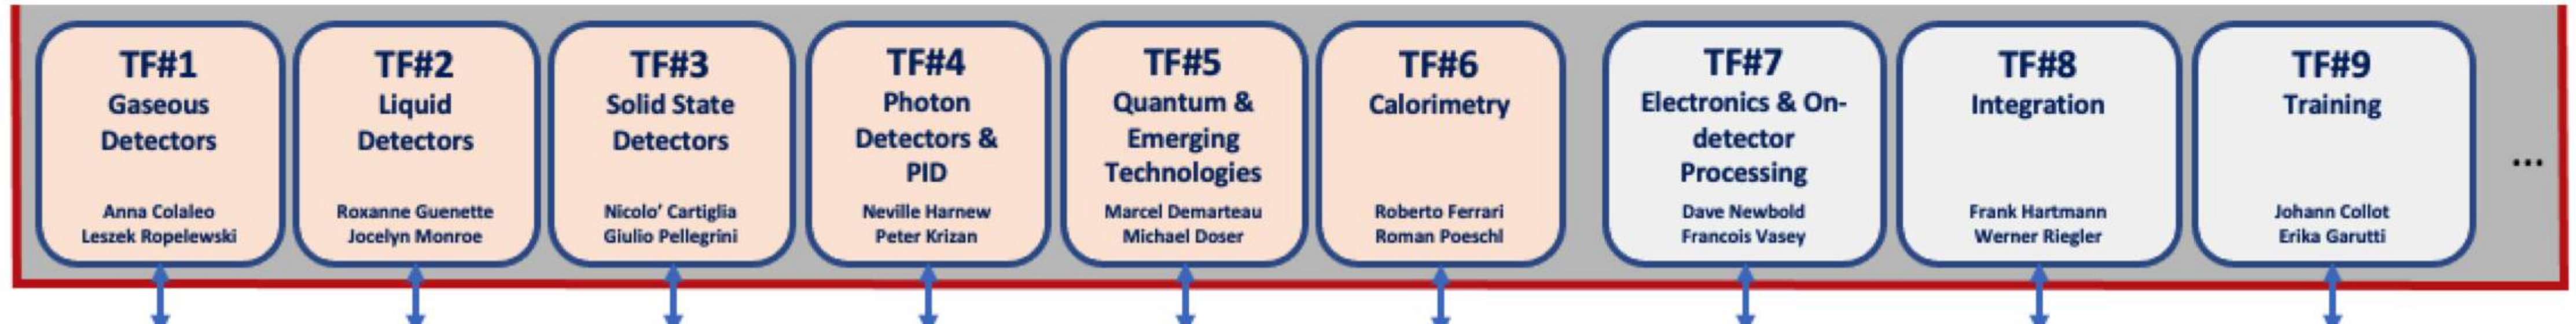 TF#1
Gaseous
Detectors
Anna Colaleo
Leszek Ropelewski
TF#2
Liquid
Detectors
Roxanne Guenette
Jocelyn Monroe
TF#3
Solid State
Detectors
Nicolo’ Cartiglia
Giulio Pellegrini
TF#4
Photon
Detectors &
PID
Neville Harnew
Peter Krizan
TF#5
Quantum &
Emerging
Technologies
Marcel Demarteau
Michael Doser
TF#6
Calorimetry
Roberto Ferrari
Roman Poeschl
TF#7
Electronics & On-
detector
Processing
Dave Newbold
Francois Vasey
TF#8
Integration
Frank Hartmann
Werner Riegler
TF#9
Training
Johann Collot
Erika Garutti
...